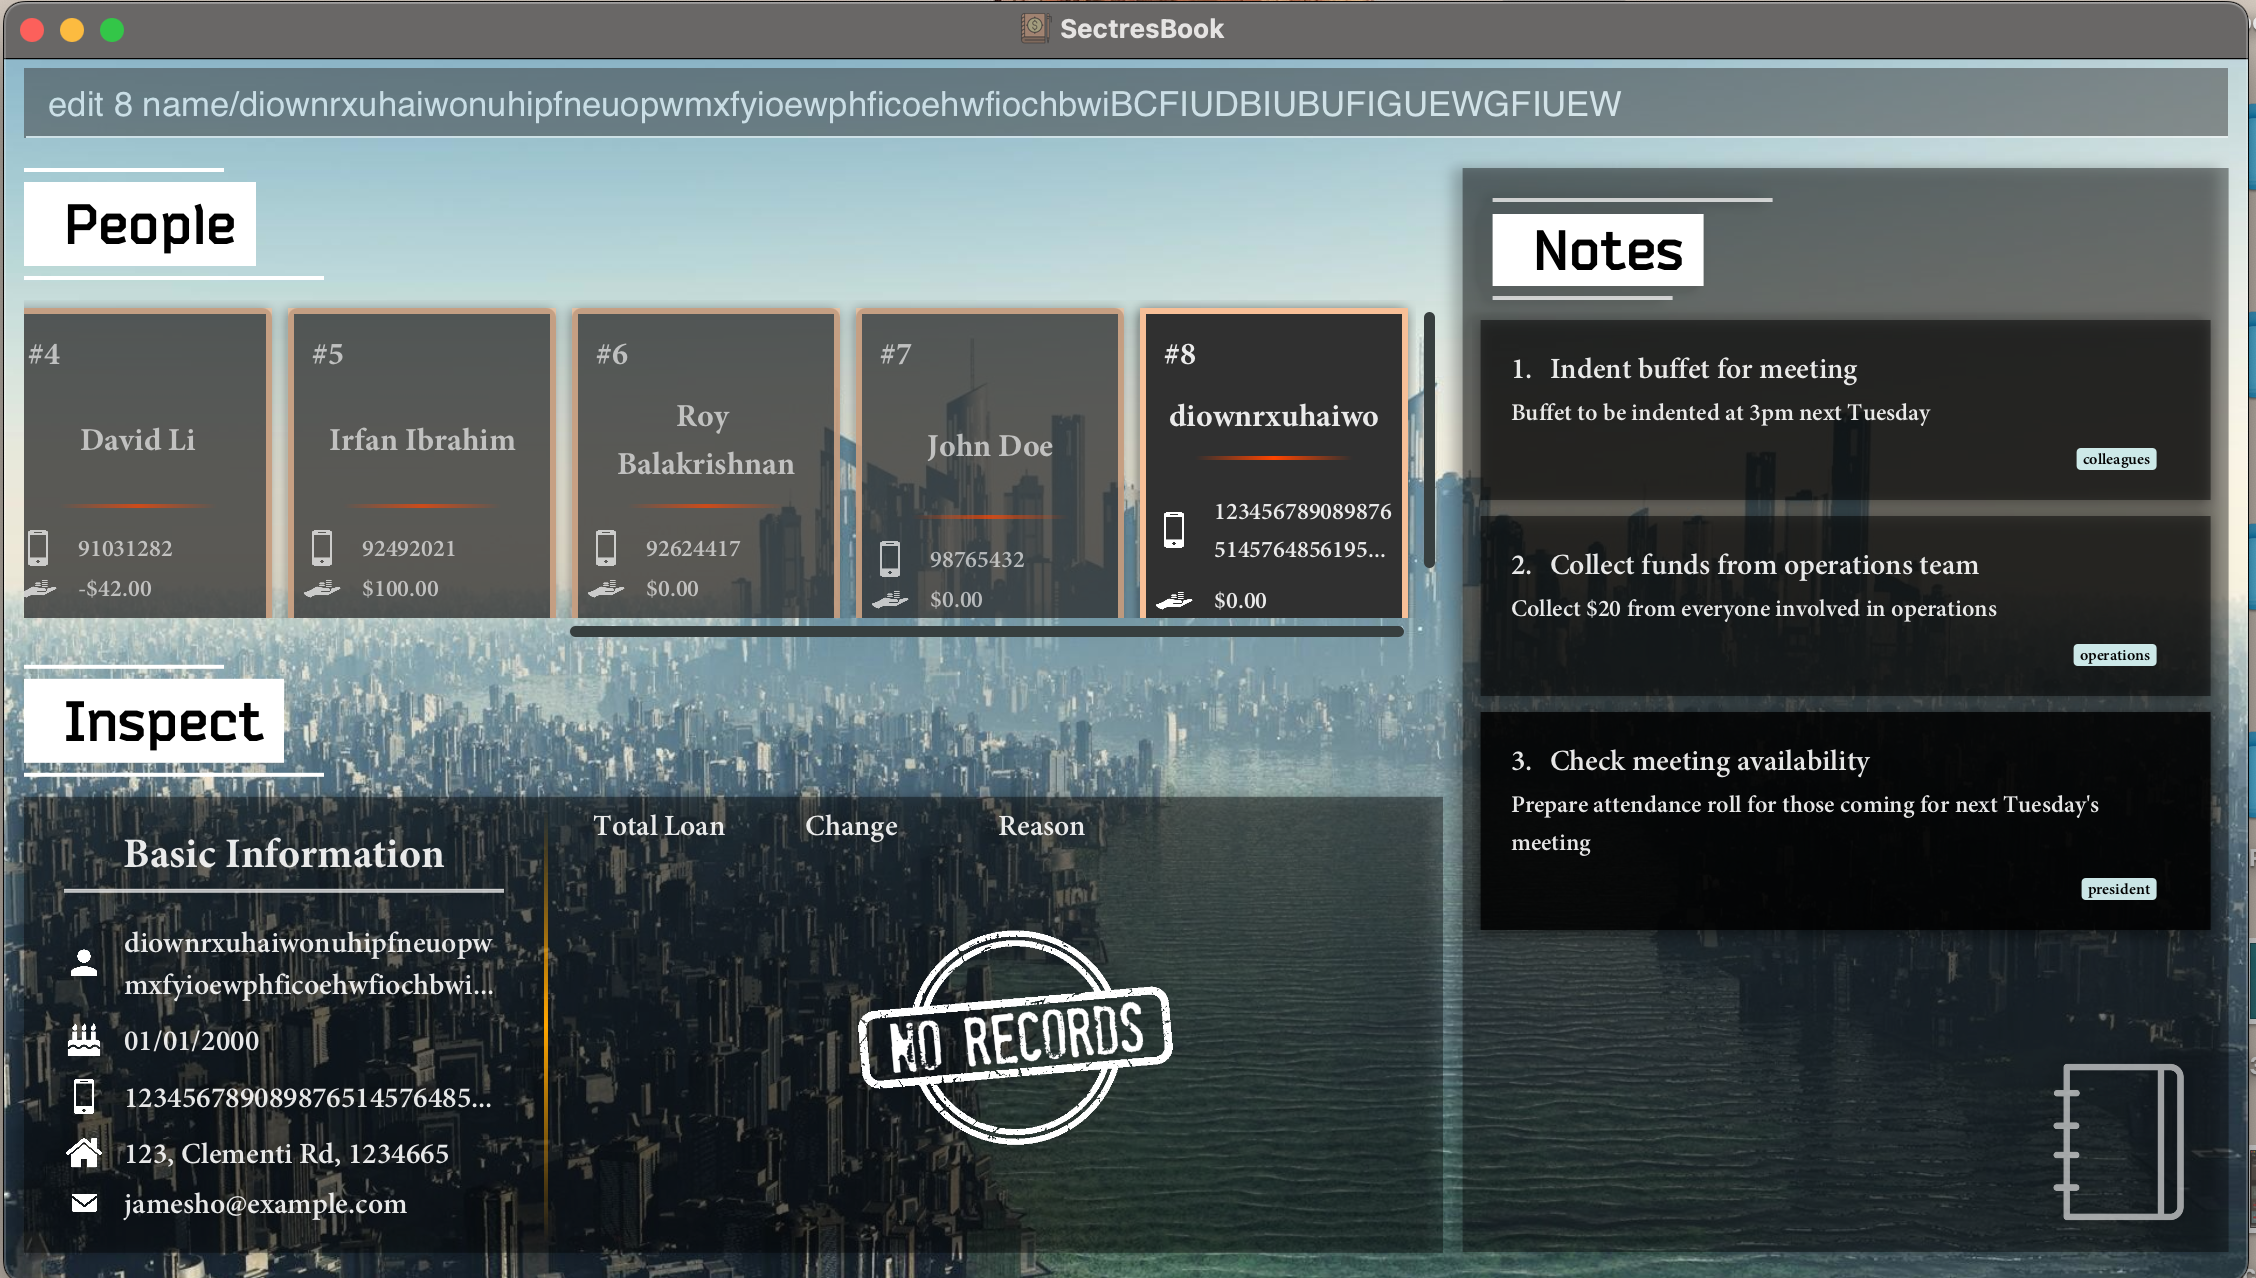 SectresBook
edit 8 name/diownrxuhaiwonuhipfneuopwmxfyioewphficoehwfiochbwiBCFIUDBIUBUFIGUEWGFIUEW
People
#4
David Li
91031282
-$42.00
#5
Irfan Ibrahim
92492021
$100.00
#6
Roy
Balakrishnan
92624417
$0.00
#7
John Doe
98765432
$0.00
#8
diownrxuhaiwo
123456789089876
5145764856195...
$0.00
Inspect
Basic Information
diownrxuhaiwonuhipfneuopw
mxfyioewphficoehwfiochbwi...
01/01/2000
123456789089876514576485...
123, Clementi Rd, 1234665
jamesho@example.com
Total Loan Change Reason
NO RECORDS
Notes
1. Indent buffet for meeting
Buffet to be indented at 3pm next Tuesday
colleagues
2. Collect funds from operations team
Collect $20 from everyone involved in operations
operations
3. Check meeting availability
Prepare attendance roll for those coming for next Tuesday's
meeting
president